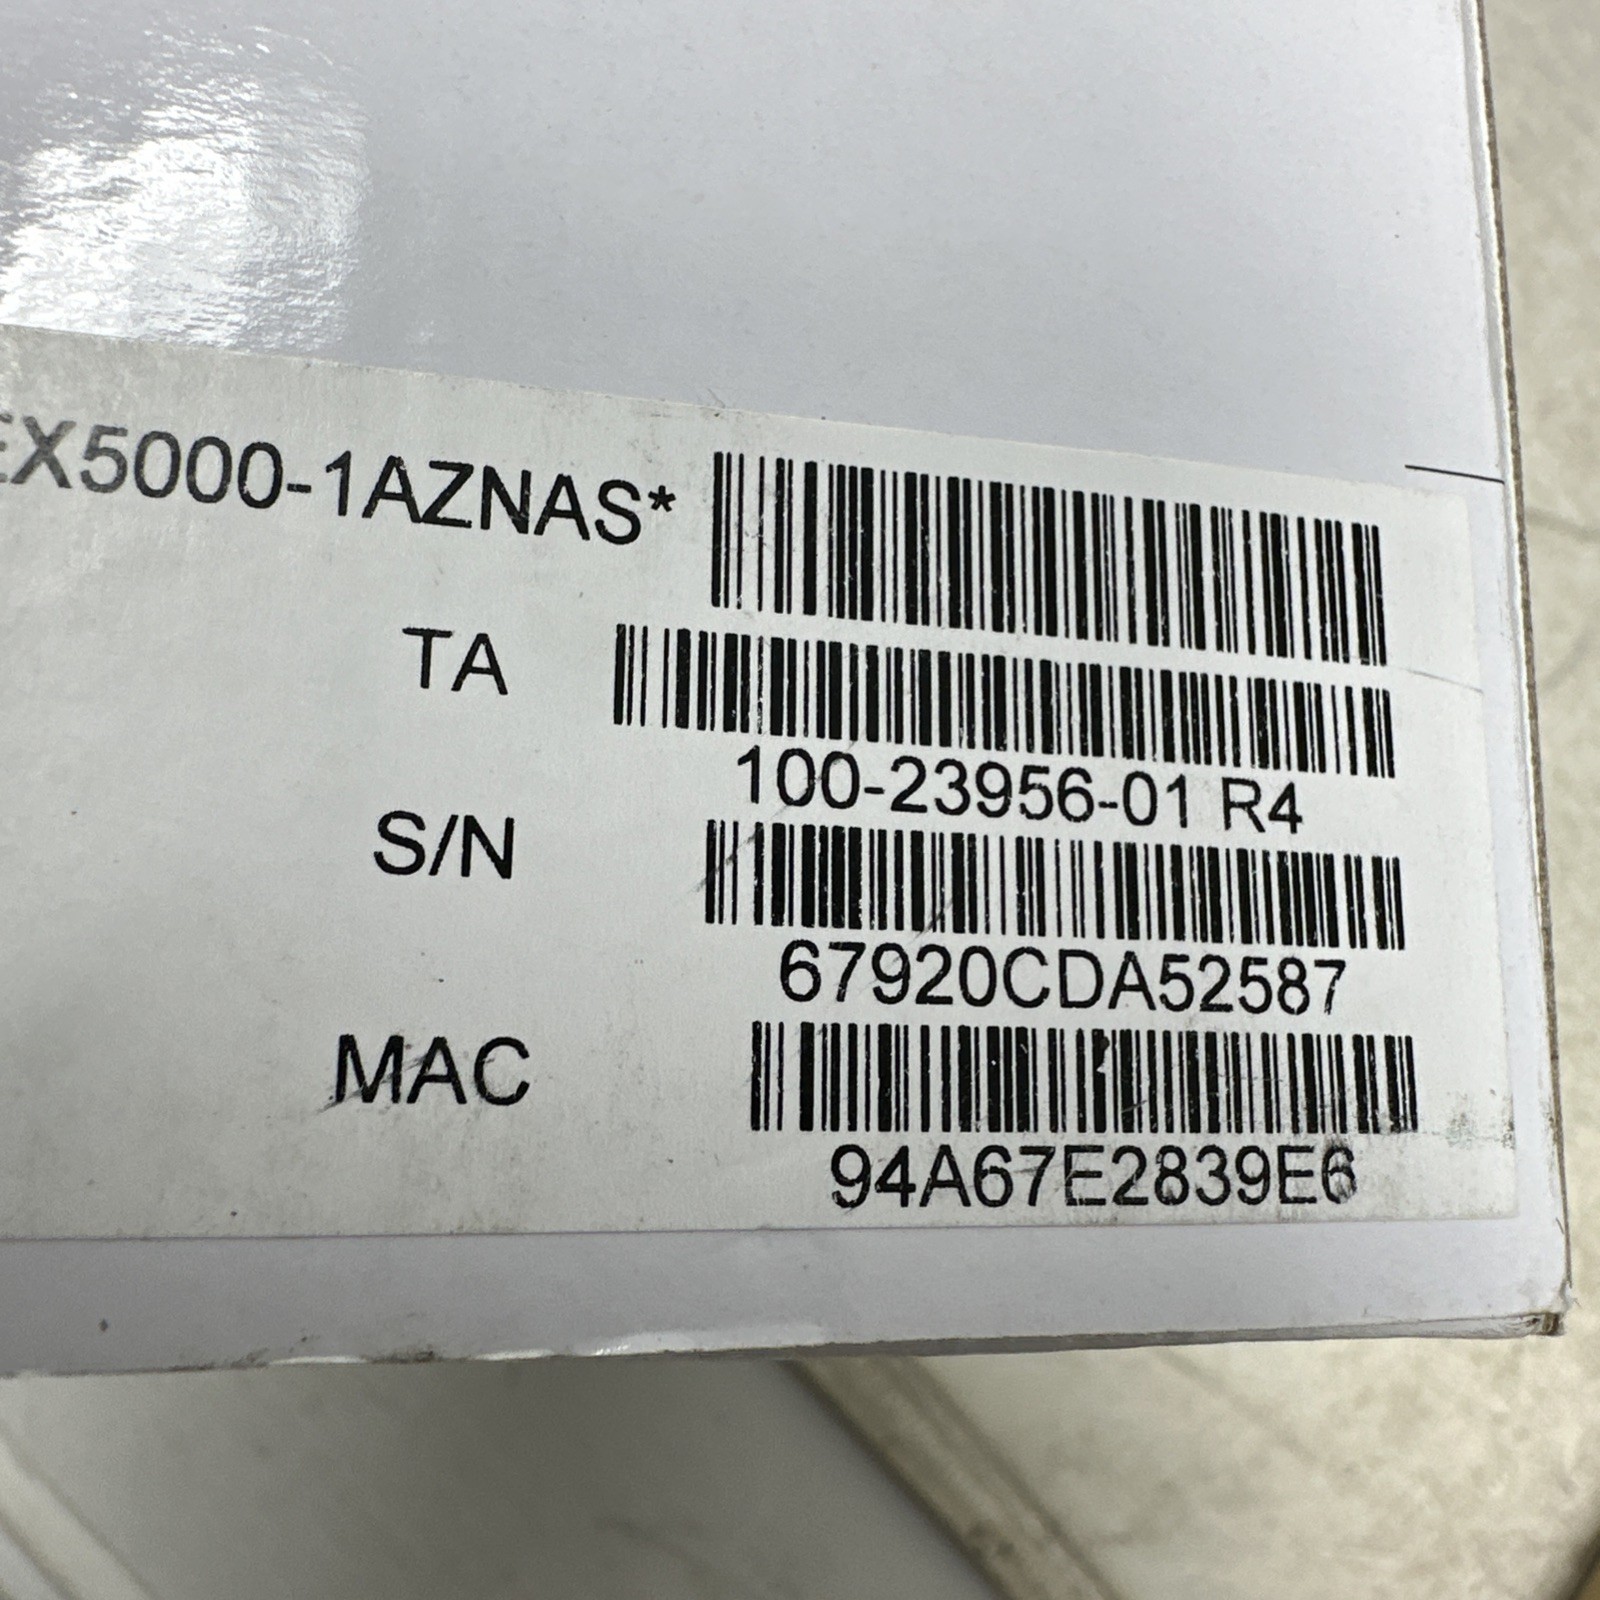 EX5000-1AZNAS*
TA
100-23956-01 R4
S/N
67920CDA52587
MAC
94A67E2839E6